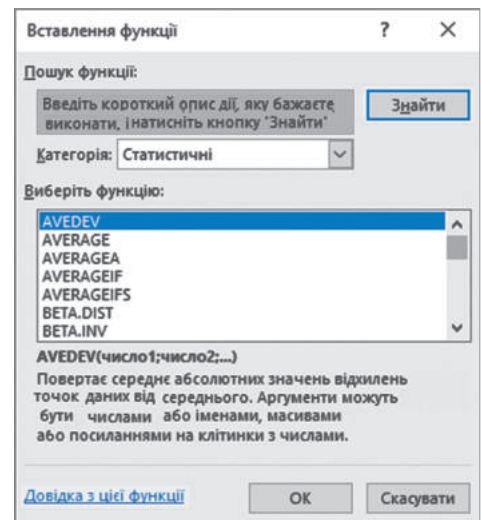 Вставлення функції ? ×
Пошук функції:
Введіть короткий опис дії, яку бажаєте
виконати, і натисніть кнопку "Знайти"
Знайти
Категорія: Статистичні
Виберіть функцію:
AVEDEV
AVERAGE
AVERAGEA
AVERAGEIF
AVERAGEIFS
BETA.DIST
BETA.INV
AVEDEV(число1;число2;...)
Повертає середнє абсолютних значень відхилень
точок даних від середнього. Аргументи можуть
бути числами або іменами, масивами
або посиланнями на клітинки з числами.
Довідка з цієї функції
ОК
Скасувати